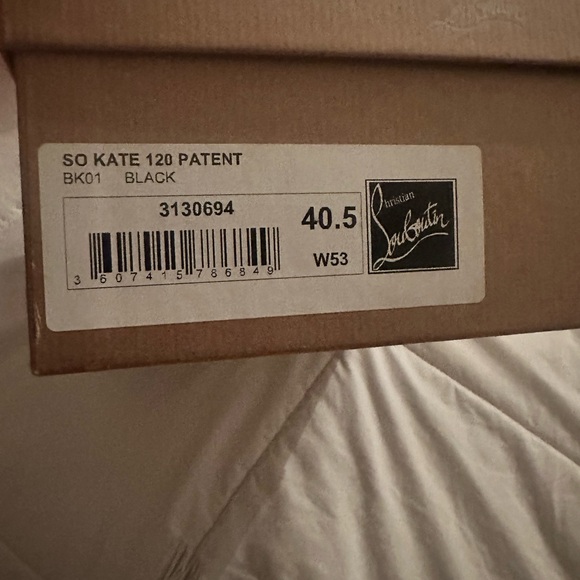 SO KATE 120 PATENT
BK01 BLACK
3130694
40.5
W53
3 607415 786849
Christian
Louboutin